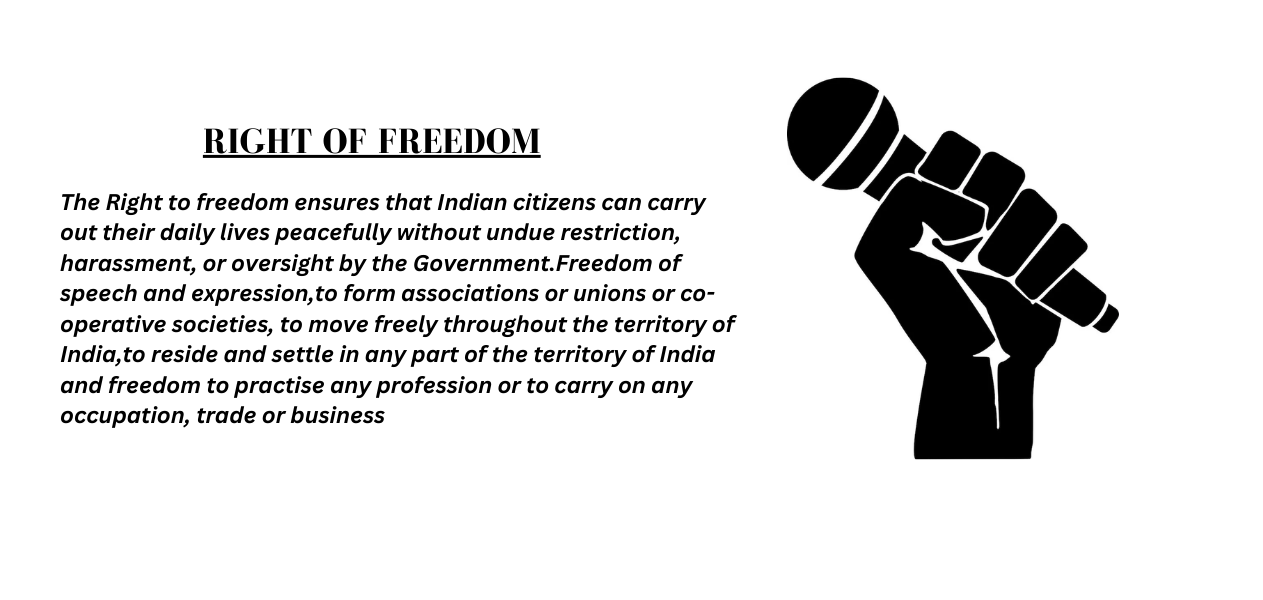 RIGHT OF FREEDOM
The Right to freedom ensures that Indian citizens can carry
out their daily lives peacefully without undue restriction,
harassment, or oversight by the Government.Freedom of
speech and expression,to form associations or unions or co-
operative societies, to move freely throughout the territory of
India,to reside and settle in any part of the territory of India
and freedom to practise any profession or to carry on any
occupation, trade or business